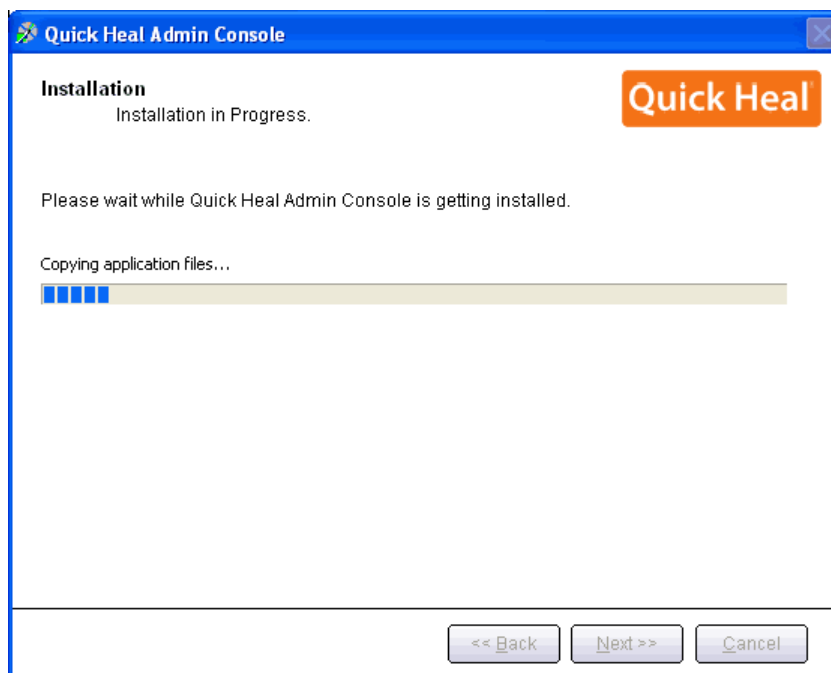 Quick Heal Admin Console
Installation
Installation in Progress.
Quick Heal
Please wait while Quick Heal Admin Console is getting installed.
Copying application files...
<< Back
Next >>
Cancel